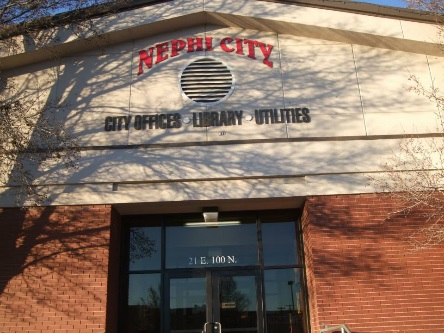 NEPHI CITY
CITY OFFICES - LIBRARY - UTILITIES
21 E. 100 N.